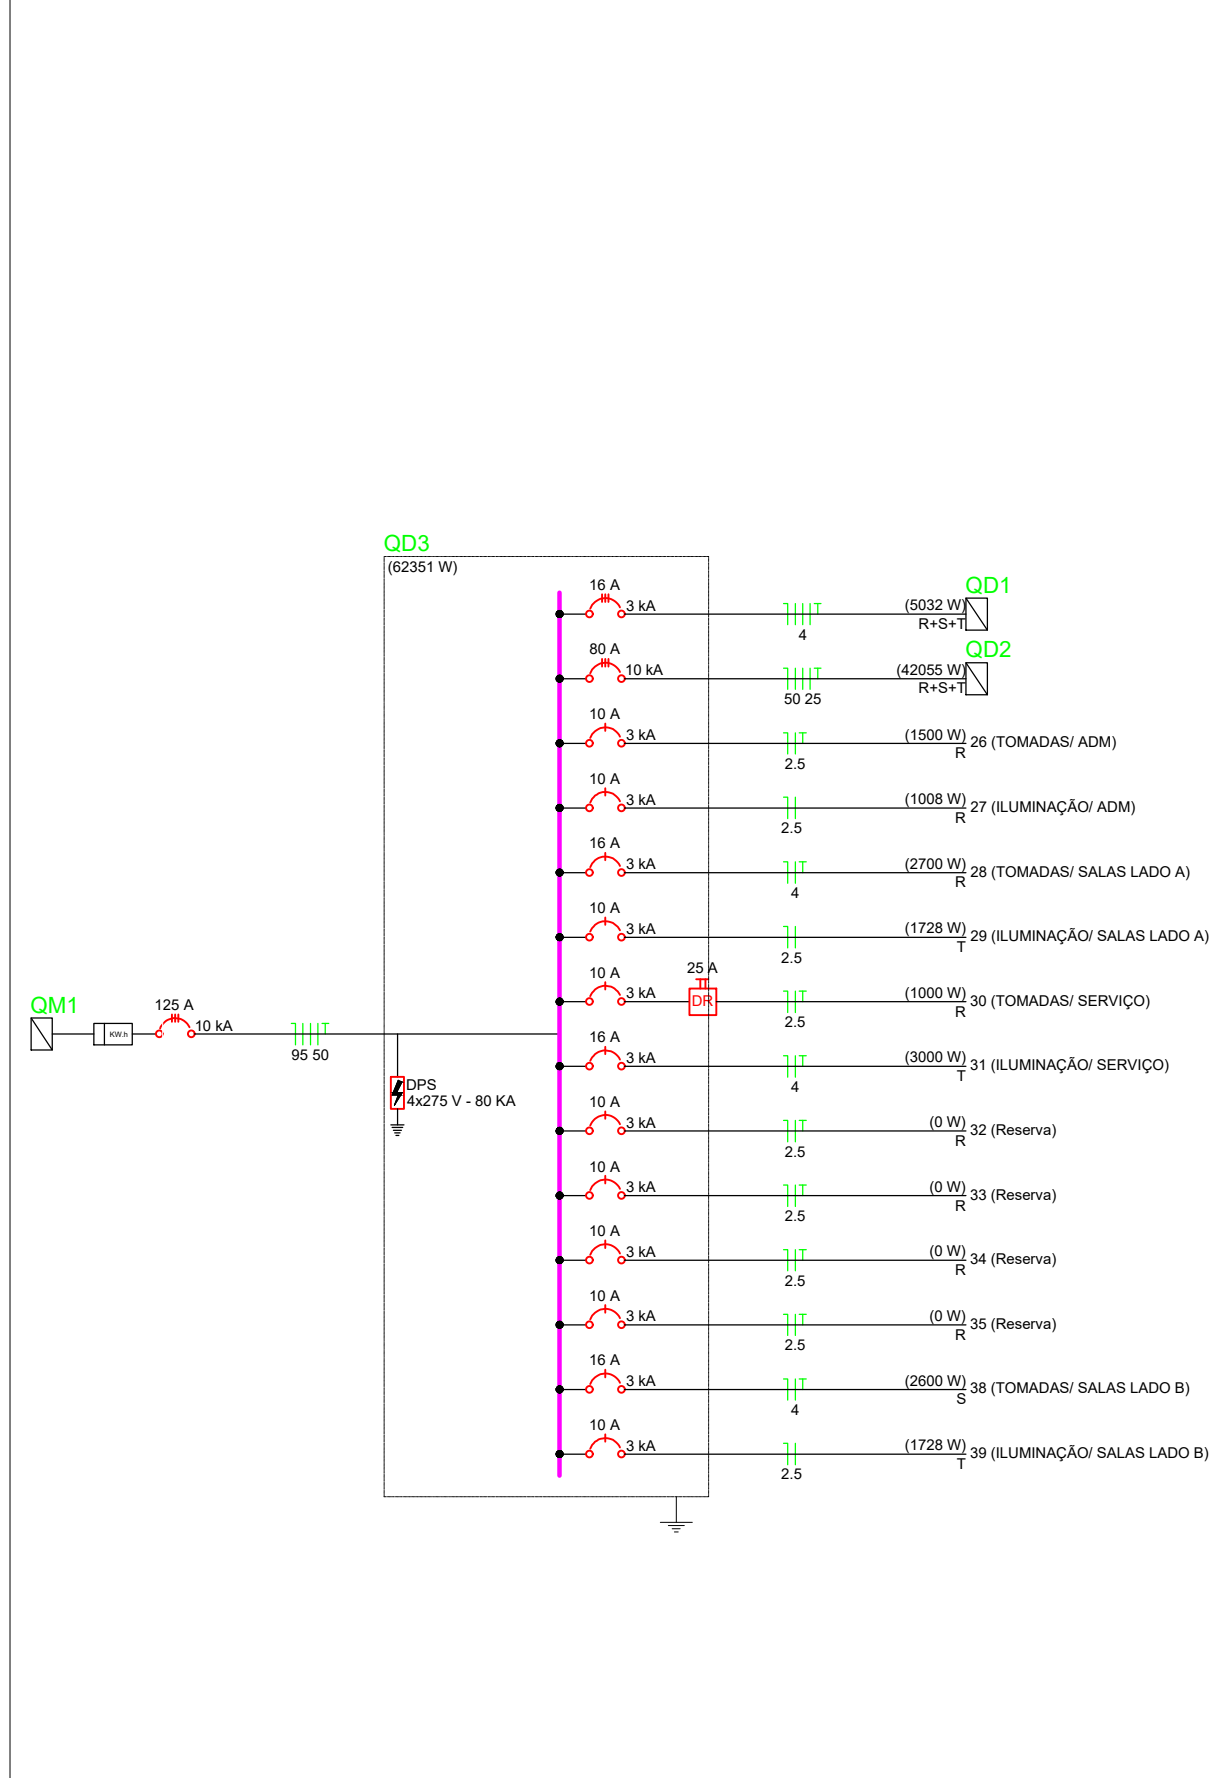 QD3
(62351 W)
16 A
3 kA
4
(5032 W)
R+S+T
QD1
80 A
10 kA
50 25
(42055 W)
R+S+T
QD2
10 A
3 kA
2.5
(1500 W)
R
26 (TOMADAS/ ADM)
10 A
3 kA
2.5
(1008 W)
R
27 (ILUMINAÇÃO/ ADM)
16 A
3 kA
4
(2700 W)
R
28 (TOMADAS/ SALAS LADO A)
10 A
3 kA
2.5
(1728 W)
T
29 (ILUMINAÇÃO/ SALAS LADO A)
10 A
3 kA
25 A
DR
2.5
(1000 W)
R
30 (TOMADAS/ SERVIÇO)
QM1
KW.h
125 A
10 kA
95 50
DPS
4x275 V - 80 KA
16 A
3 kA
4
(3000 W)
T
31 (ILUMINAÇÃO/ SERVIÇO)
10 A
3 kA
2.5
(0 W)
R
32 (Reserva)
10 A
3 kA
2.5
(0 W)
R
33 (Reserva)
10 A
3 kA
2.5
(0 W)
R
34 (Reserva)
10 A
3 kA
2.5
(0 W)
R
35 (Reserva)
16 A
3 kA
4
(2600 W)
S
38 (TOMADAS/ SALAS LADO B)
10 A
3 kA
2.5
(1728 W)
T
39 (ILUMINAÇÃO/ SALAS LADO B)